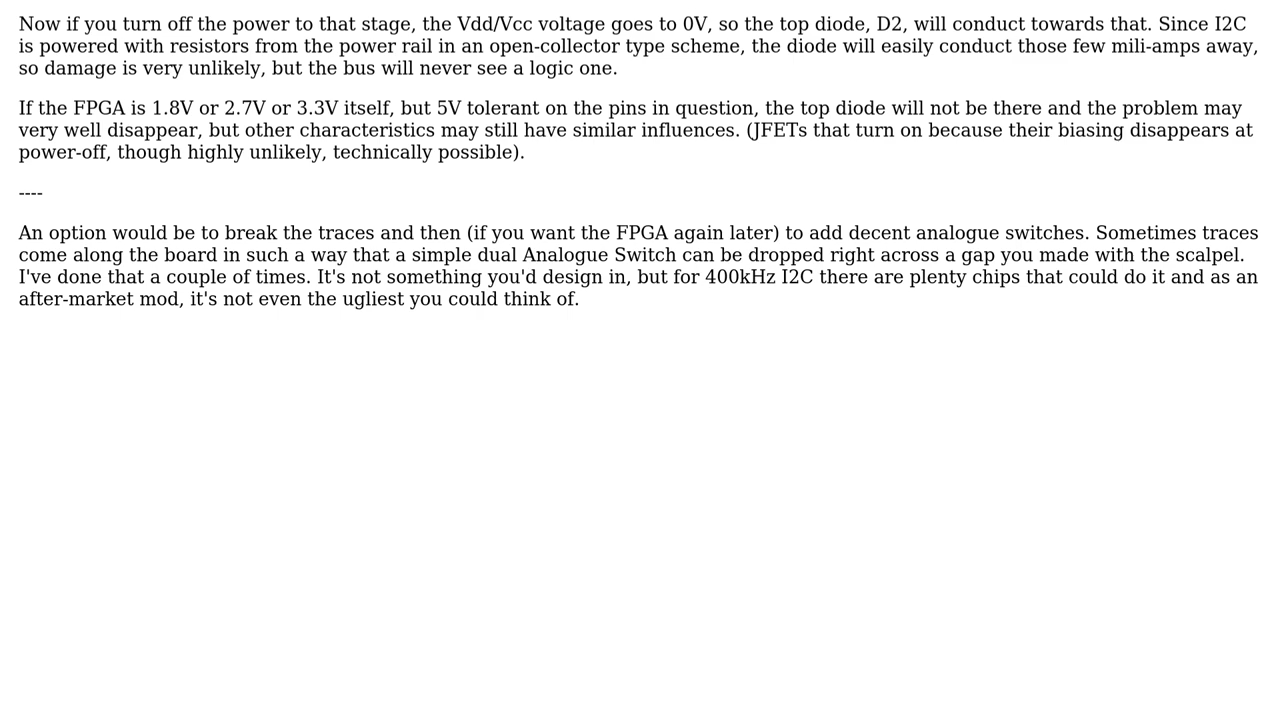 Now if you turn off the power to that stage, the Vdd/Vcc voltage goes to 0V, so the top diode, D2, will conduct towards that. Since I2C
is powered with resistors from the power rail in an open-collector type scheme, the diode will easily conduct those few mili-amps away,
so damage is very unlikely, but the bus will never see a logic one.
If the FPGA is 1.8V or 2.7V or 3.3V itself, but 5V tolerant on the pins in question, the top diode will not be there and the problem may
very well disappear, but other characteristics may still have similar influences. (JFETs that turn on because their biasing disappears at
power-off, though highly unlikely, technically possible).
----
An option would be to break the traces and then (if you want the FPGA again later) to add decent analogue switches. Sometimes traces
come along the board in such a way that a simple dual Analogue Switch can be dropped right across a gap you made with the scalpel.
I've done that a couple of times. It's not something you'd design in, but for 400kHz I2C there are plenty chips that could do it and as an
after-market mod, it's not even the ugliest you could think of.